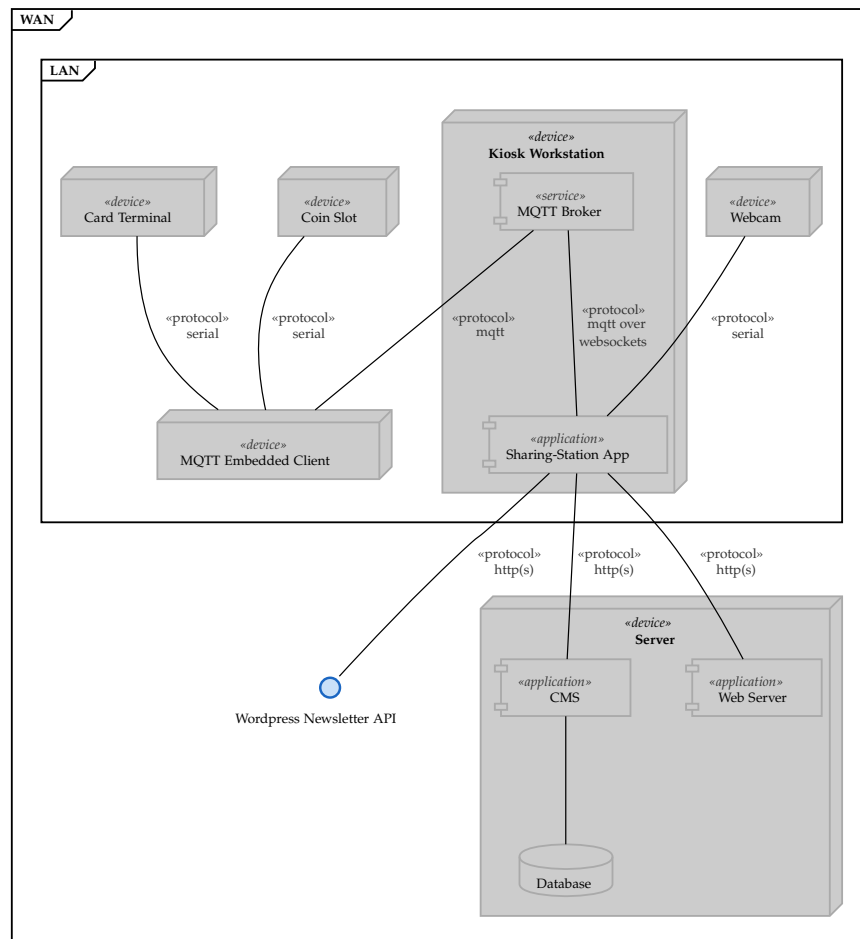 WAN
LAN
«device»
Kiosk Workstation
«device»
Card Terminal
«device»
Coin Slot
«service»
MQTT Broker
«device»
Webcam
«protocol»
serial
«protocol»
serial
«protocol»
mqtt
«protocol»
mqtt over
websockets
«protocol»
serial
«device»
MQTT Embedded Client
«application»
Sharing-Station App
«protocol»
http(s)
«protocol»
http(s)
«protocol»
http(s)
«device»
Server
«application»
CMS
«application»
Web Server
Wordpress Newsletter API
Database